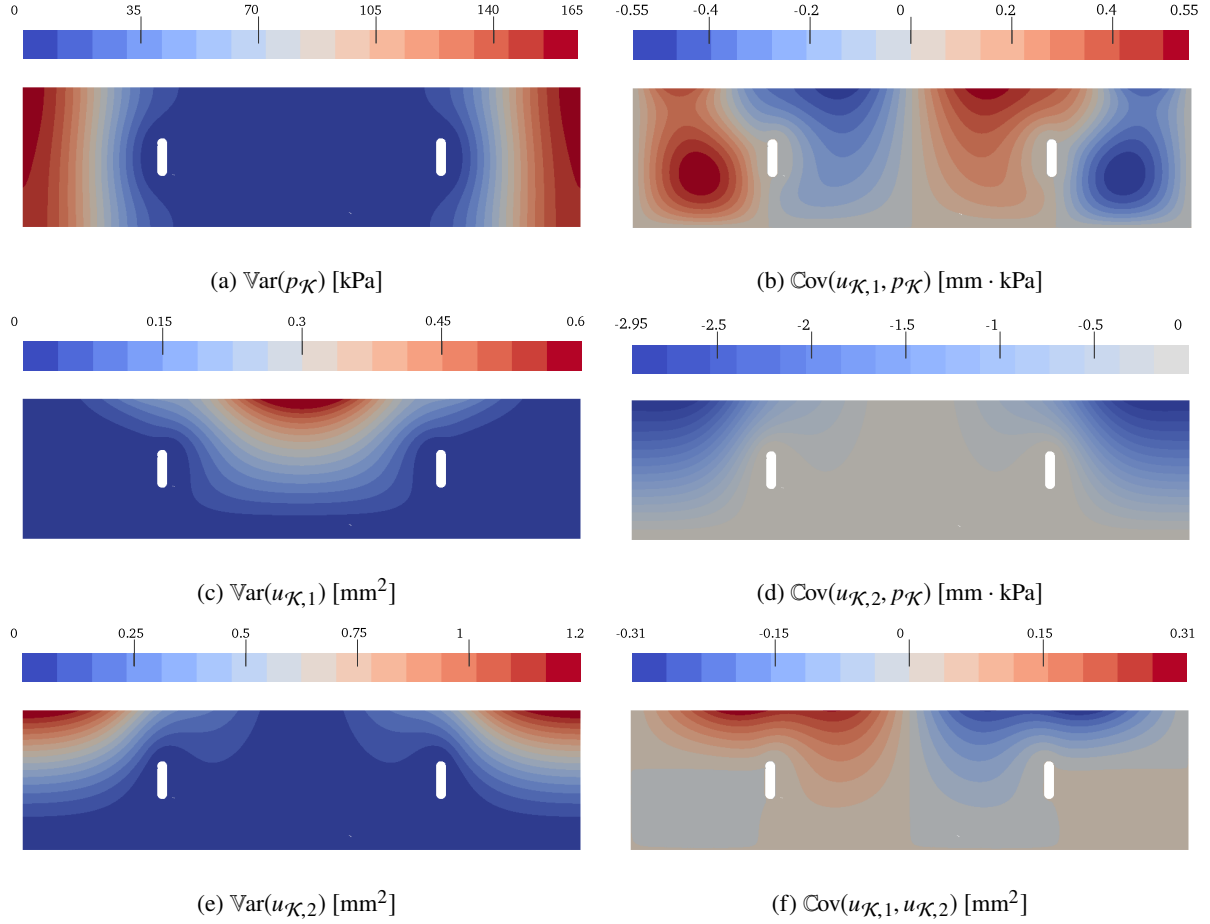 0 35 70 105 140 165
-0.55 -0.4 -0.2 0 0.2 0.4 0.55
(a) 𝕍ar(p𝒦) [kPa]
(b) ℂov(u𝒦,1, p𝒦) [mm · kPa]
0 0.15 0.3 0.45 0.6
-2.95 -2.5 -2 -1.5 -1 -0.5 0
(c) 𝕍ar(u𝒦,1) [mm²]
(d) ℂov(u𝒦,2, p𝒦) [mm · kPa]
0 0.25 0.5 0.75 1 1.2
-0.31 -0.15 0 0.15 0.31
(e) 𝕍ar(u𝒦,2) [mm²]
(f) ℂov(u𝒦,1, u𝒦,2) [mm²]